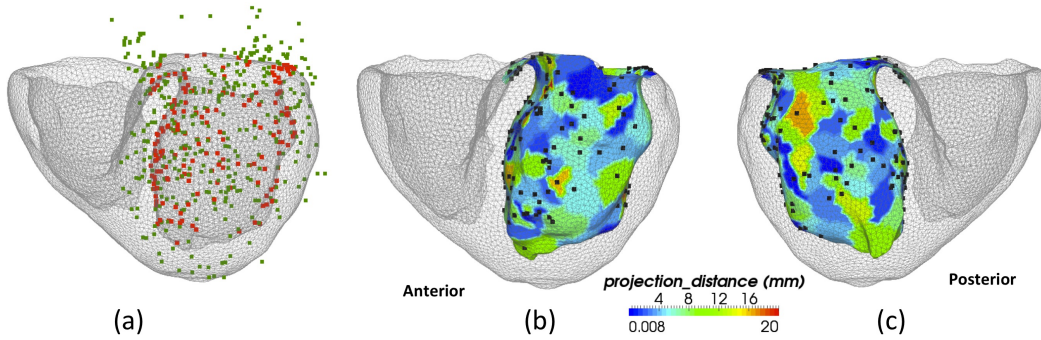 Anterior
Posterior
projection_distance (mm)
4 8 12 16
0.008 20
(a) (b) (c)